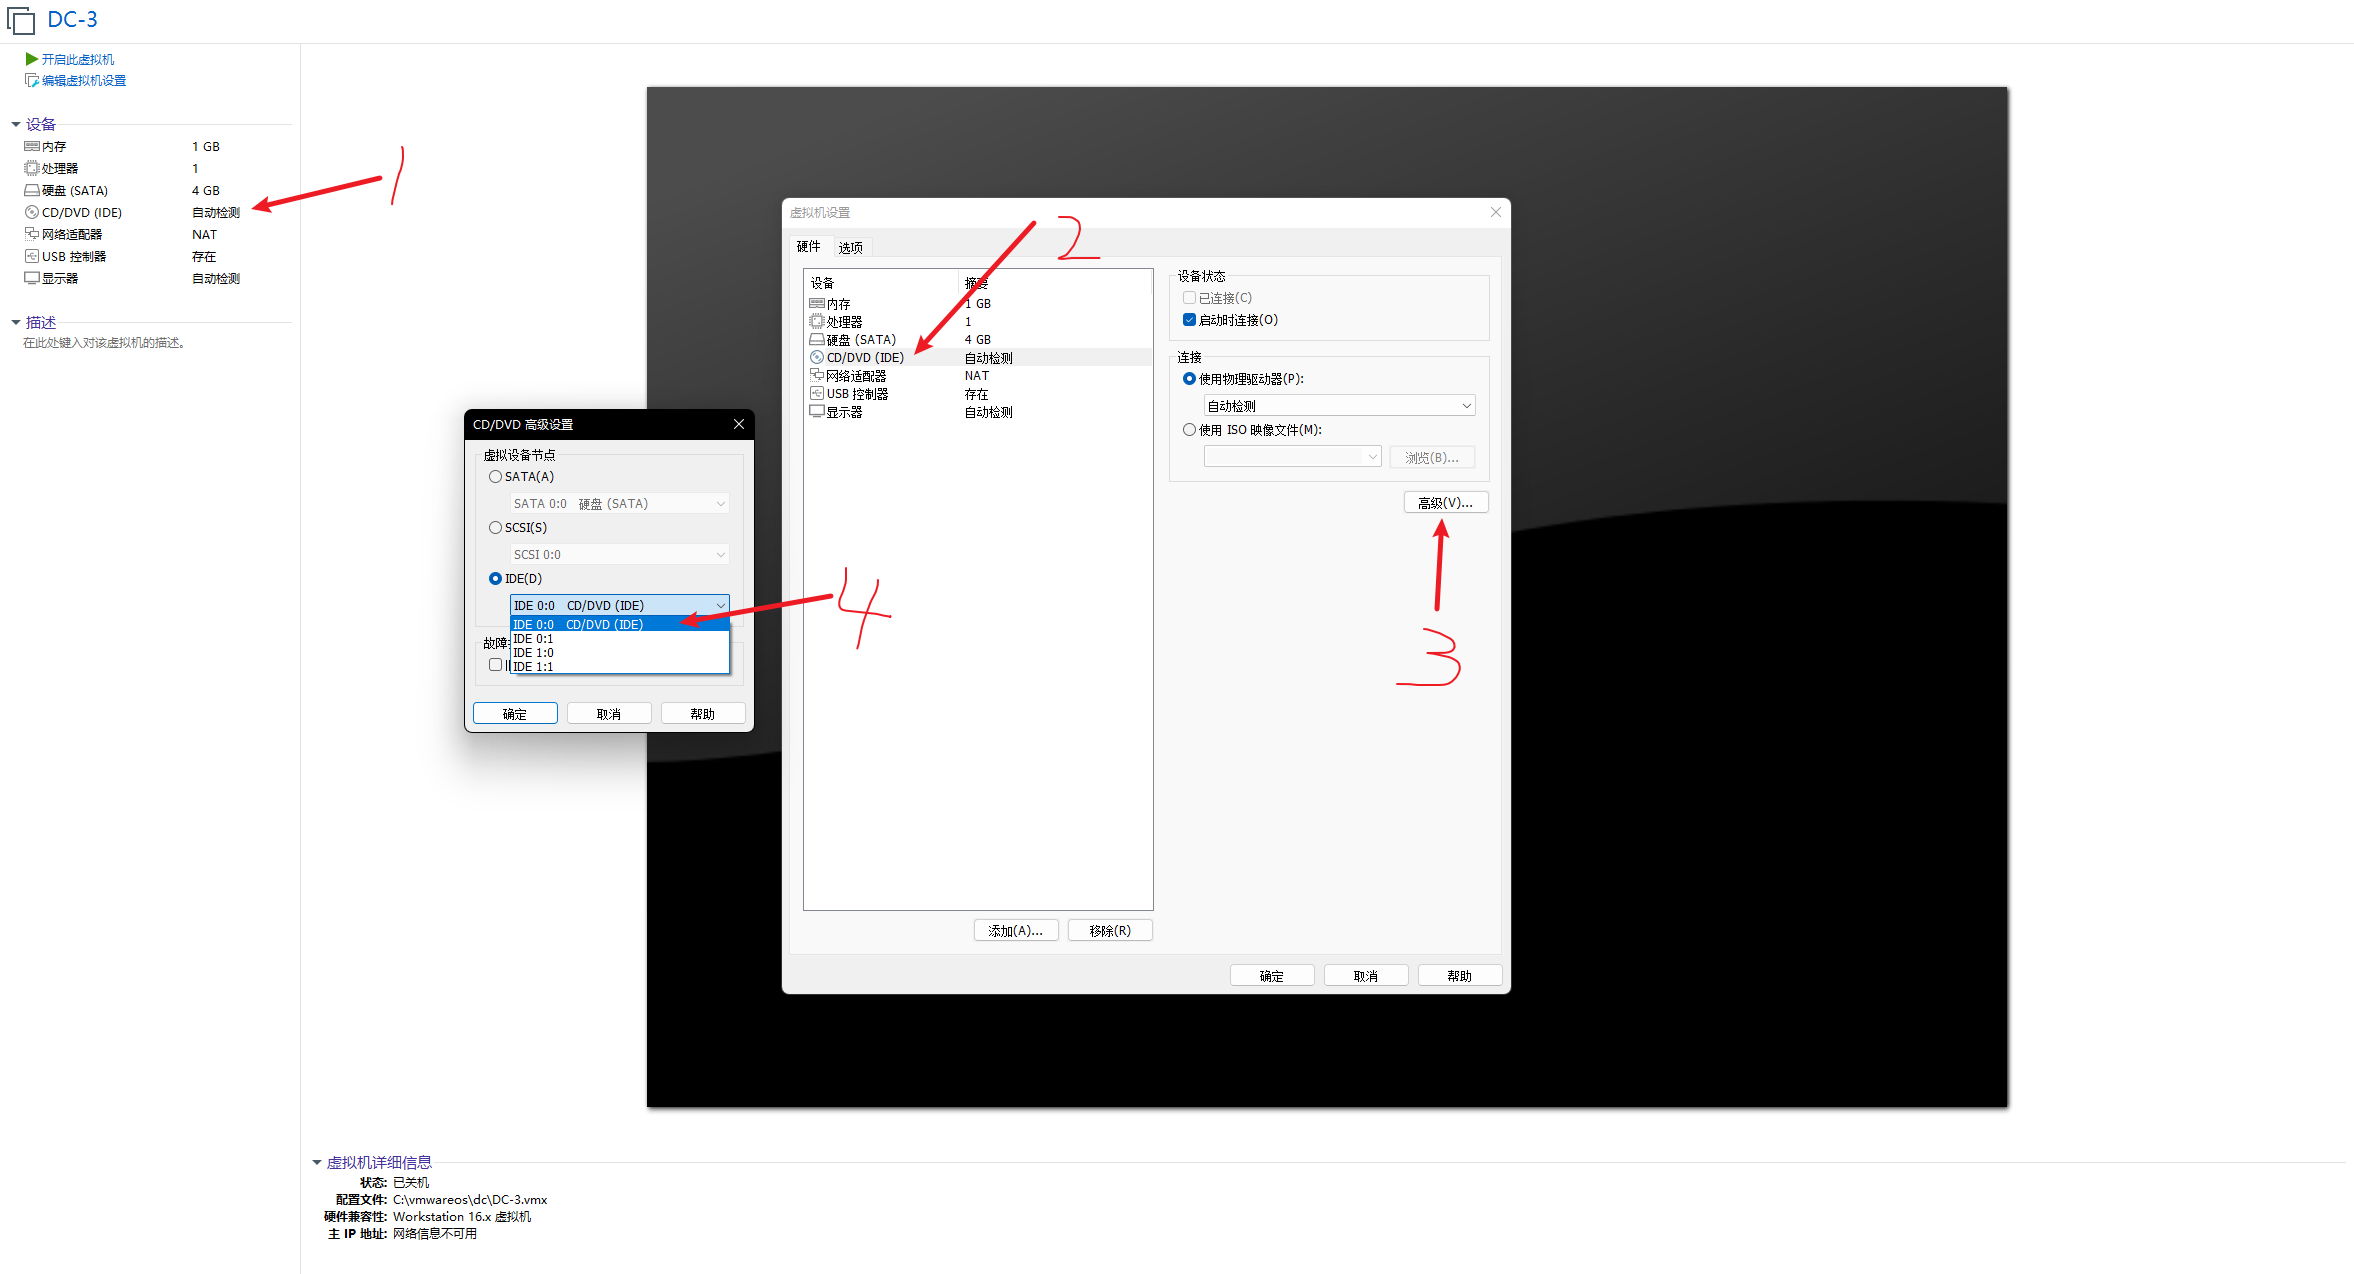 DC-3
开启此虚拟机
编辑虚拟机设置
设备
内存 1 GB
处理器 1
硬盘 (SATA) 4 GB
CD/DVD (IDE) 自动检测
网络适配器 NAT
USB 控制器 存在
显示器 自动检测
描述
在此处键入对该虚拟机的描述。
1
虚拟机设置
2
硬件 选项
设备 摘要
内存 1 GB
处理器 1
硬盘 (SATA) 4 GB
CD/DVD (IDE) 自动检测
网络适配器 NAT
USB 控制器 存在
显示器 自动检测
添加(A)... 移除(R)
设备状态
已连接(C)
启动时连接(O)
连接
使用物理驱动器(P):
自动检测
使用 ISO 映像文件(M):
浏览(B)...
高级(V)...
3
确定 取消 帮助
CD/DVD 高级设置
虚拟设备节点
SATA(A)
SATA 0:0 硬盘 (SATA)
SCSI(S)
SCSI 0:0
IDE(D)
IDE 0:0 CD/DVD (IDE)
IDE 0:0 CD/DVD (IDE)
IDE 0:1
IDE 1:0
IDE 1:1
故障
4
确定 取消 帮助
虚拟机详细信息
状态: 已关机
配置文件: C:\vmwareos\dc\DC-3.vmx
硬件兼容性: Workstation 16.x 虚拟机
主 IP 地址: 网络信息不可用